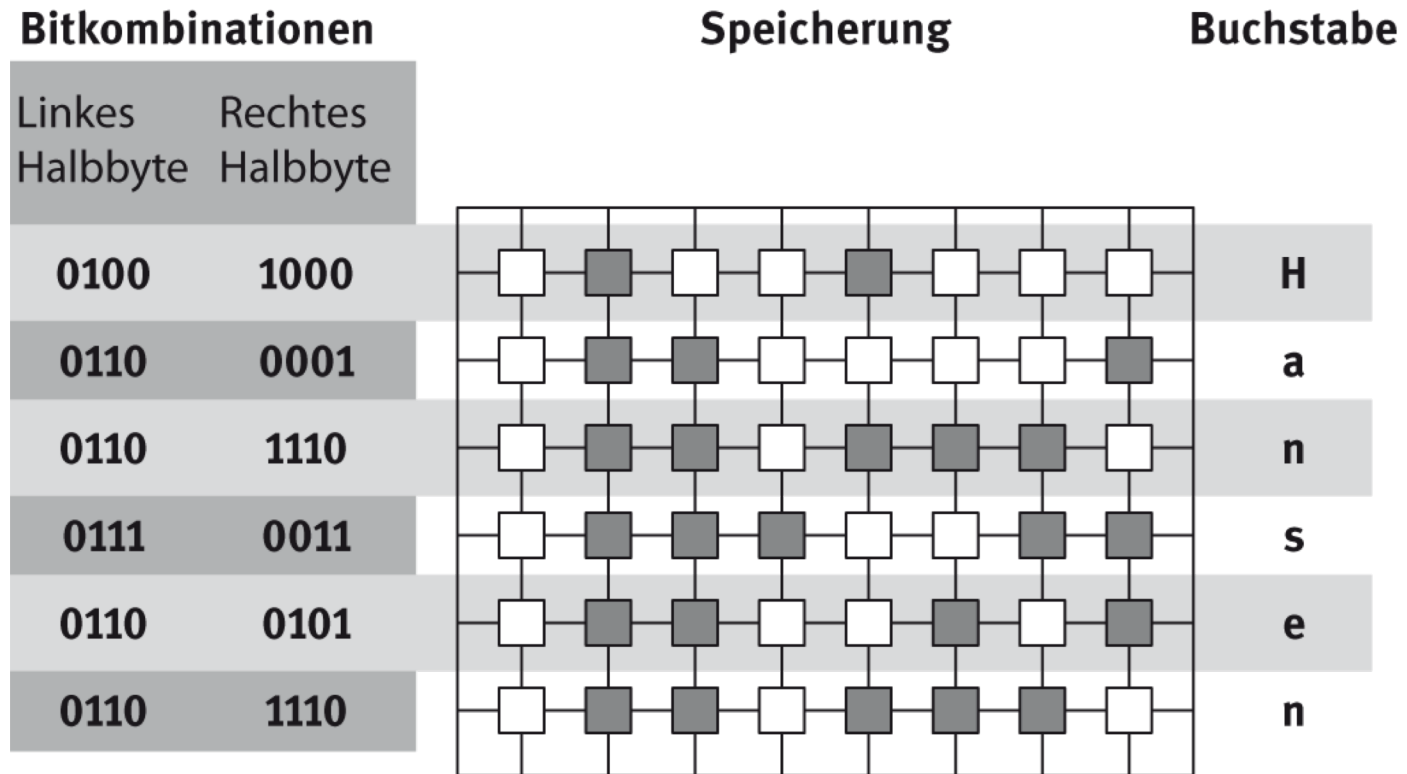 Bitkombinationen Speicherung Buchstabe
Linkes Rechtes
Halbbyte Halbbyte
0100 1000 H
0110 0001 a
0110 1110 n
0111 0011 s
0110 0101 e
0110 1110 n